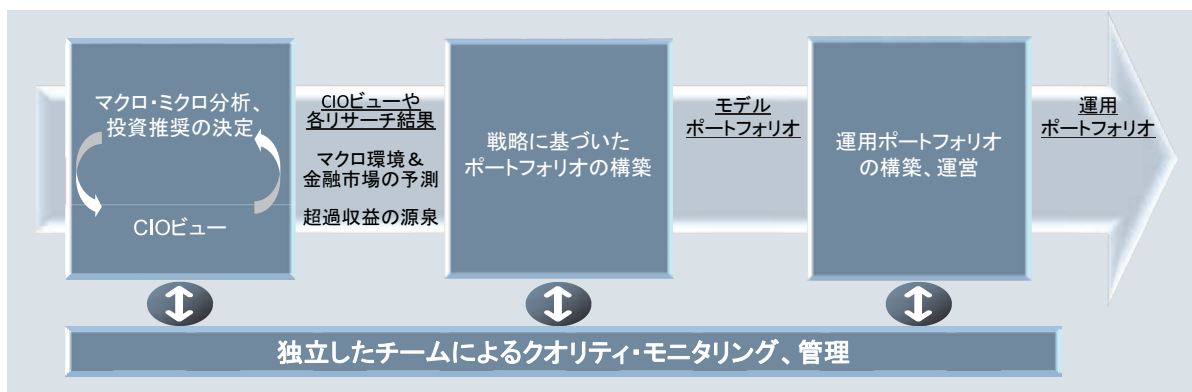 マクロ・ミクロ分析、
投資推奨の決定
CIOビュー
CIOビューや
各リサーチ結果
マクロ環境＆
金融市場の予測
超過収益の源泉
戦略に基づいた
ポートフォリオの構築
モデル
ポートフォリオ
運用ポートフォリオ
の構築、運営
運用
ポートフォリオ
独立したチームによるクオリティ・モニタリング、管理